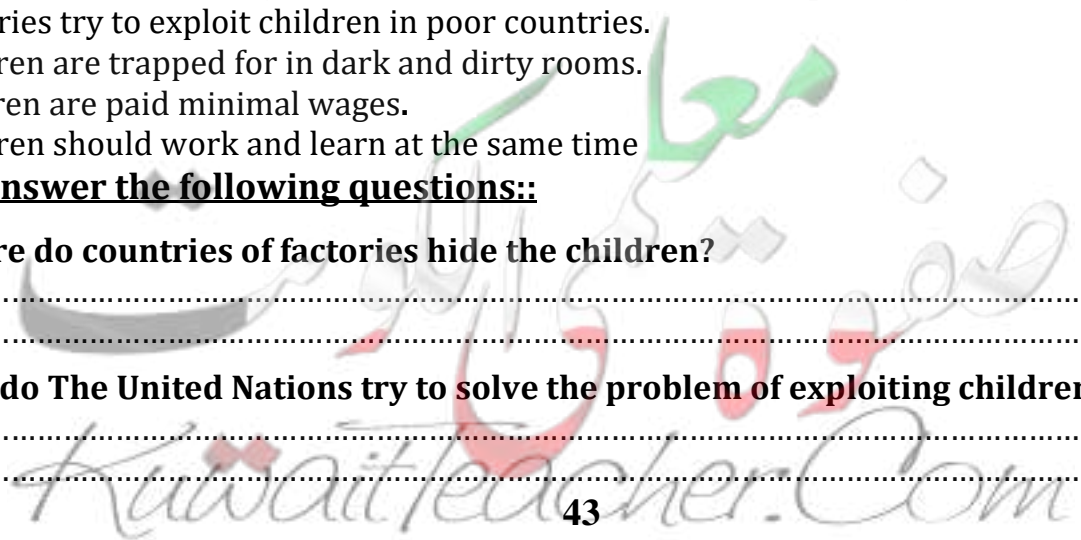 ries try to exploit children in poor countries.
ren are trapped for in dark and dirty rooms.
ren are paid minimal wages.
ren should work and learn at the same time
nswer the following questions::
re do countries of factories hide the children?
................................................................................
................................................................................
do The United Nations try to solve the problem of exploiting children
................................................................................
................................................................................
43
صفوة معلمى الكويت
KuwaitTeacher.Com